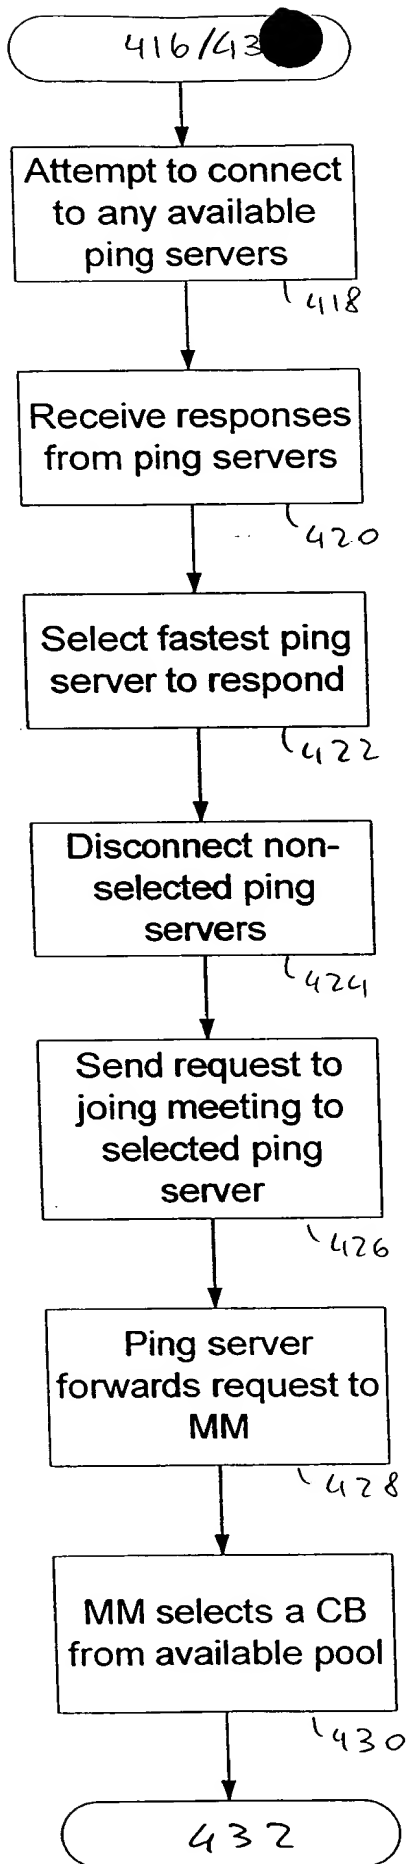 416/43
Attempt to connect
to any available
ping servers
418
Receive responses
from ping servers
420
Select fastest ping
server to respond
422
Disconnect non-
selected ping
servers
424
Send request to
joing meeting to
selected ping
server
426
Ping server
forwards request to
MM
428
MM selects a CB
from available pool
430
432